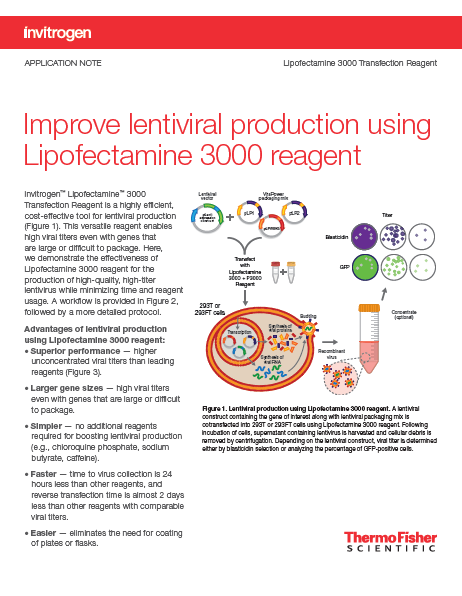 invitrogen
APPLICATION NOTE
Lipofectamine 3000 Transfection Reagent
Improve lentiviral production using
Lipofectamine 3000 reagent
Invitrogen™ Lipofectamine™ 3000
Transfection Reagent is a highly efficient,
cost-effective tool for lentiviral production
(Figure 1). This versatile reagent enables
high viral titers even with genes that
are large or difficult to package. Here,
we demonstrate the effectiveness of
Lipofectamine 3000 reagent for the
production of high-quality, high-titer
lentivirus while minimizing time and reagent
usage. A workflow is provided in Figure 2,
followed by a more detailed protocol.
Advantages of lentiviral production
using Lipofectamine 3000 reagent:
• Superior performance — higher
unconcentrated viral titers than leading
reagents (Figure 3).
• Larger gene sizes — high viral titers
even with genes that are large or difficult
to package.
• Simpler — no additional reagents
required for boosting lentiviral production
(e.g., chloroquine phosphate, sodium
butyrate, caffeine).
• Faster — time to virus collection is 24
hours less than other reagents, and
reverse transfection time is almost 2 days
less than other reagents with comparable
viral titers.
• Easier — eliminates the need for coating
of plates or flasks.
Lentiviral
vector
ViraPower
packaging mix
pLP1
pLP2
Transfect
with
Lipofectamine
3000 + P3000
Reagent
Titer
Blasticidin
GFP
293T or
293FT cells
Transcription
Synthesis of
viral proteins
Synthesis of
viral RNA
Budding
Recombinant
virus
Concentrate
(optional)
Figure 1. Lentiviral production using Lipofectamine 3000 reagent. A lentiviral
construct containing the gene of interest along with lentiviral packaging mix is
cotransfected into 293T or 293FT cells using Lipofectamine 3000 reagent. Following
incubation of cells, supernatant containing lentivirus is harvested and cellular debris is
removed by centrifugation. Depending on the lentiviral construct, viral titer is determined
either by blasticidin selection or analyzing the percentage of GFP-positive cells.
ThermoFisher
SCIENTIFIC